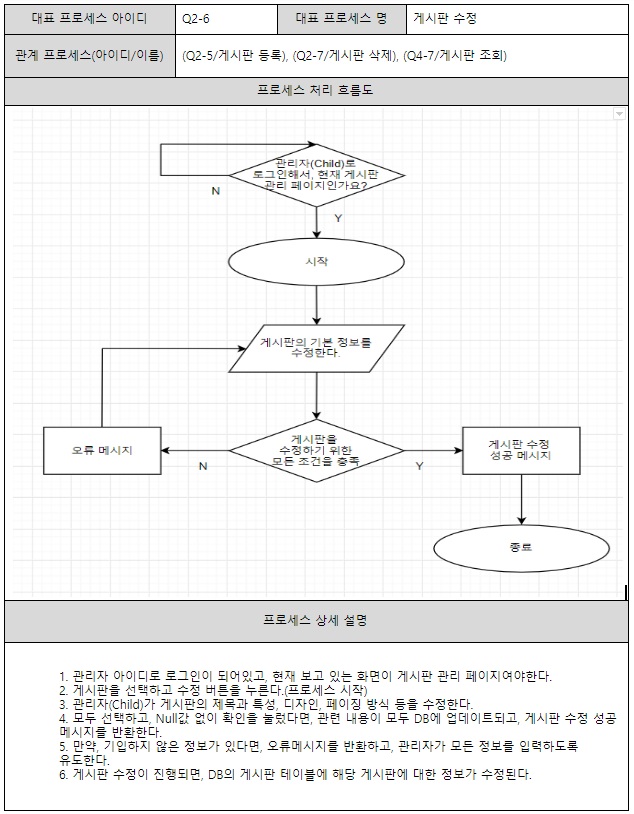 대표 프로세스 아이디 Q2-6 대표 프로세스 명 게시판 수정
관계 프로세스(아이디/이름) (Q2-5/게시판 등록), (Q2-7/게시판 삭제), (Q4-7/게시판 조회)
프로세스 처리 흐름도
관리자(Child)로
로그인해서, 현재 게시판
관리 페이지인가요?
N
Y
시작
게시판의 기본 정보를
수정한다.
오류 메시지
N
게시판을
수정하기 위한
모든 조건을 충족
Y
게시판 수정
성공 메시지
종료
프로세스 상세 설명
1. 관리자 아이디로 로그인이 되어있고, 현재 보고 있는 화면이 게시판 관리 페이지여야한다.
2. 게시판을 선택하고 수정 버튼을 누른다.(프로세스 시작)
3. 관리자(Child)가 게시판의 제목과 특성, 디자인, 페이징 방식 등을 수정한다.
4. 모두 선택하고, Null값 없이 확인을 눌렀다면, 관련 내용이 모두 DB에 업데이트되고, 게시판 수정 성공
메시지를 반환한다.
5. 만약, 기입하지 않은 정보가 있다면, 오류메시지를 반환하고, 관리자가 모든 정보를 입력하도록
유도한다.
6. 게시판 수정이 진행되면, DB의 게시판 테이블에 해당 게시판에 대한 정보가 수정된다.